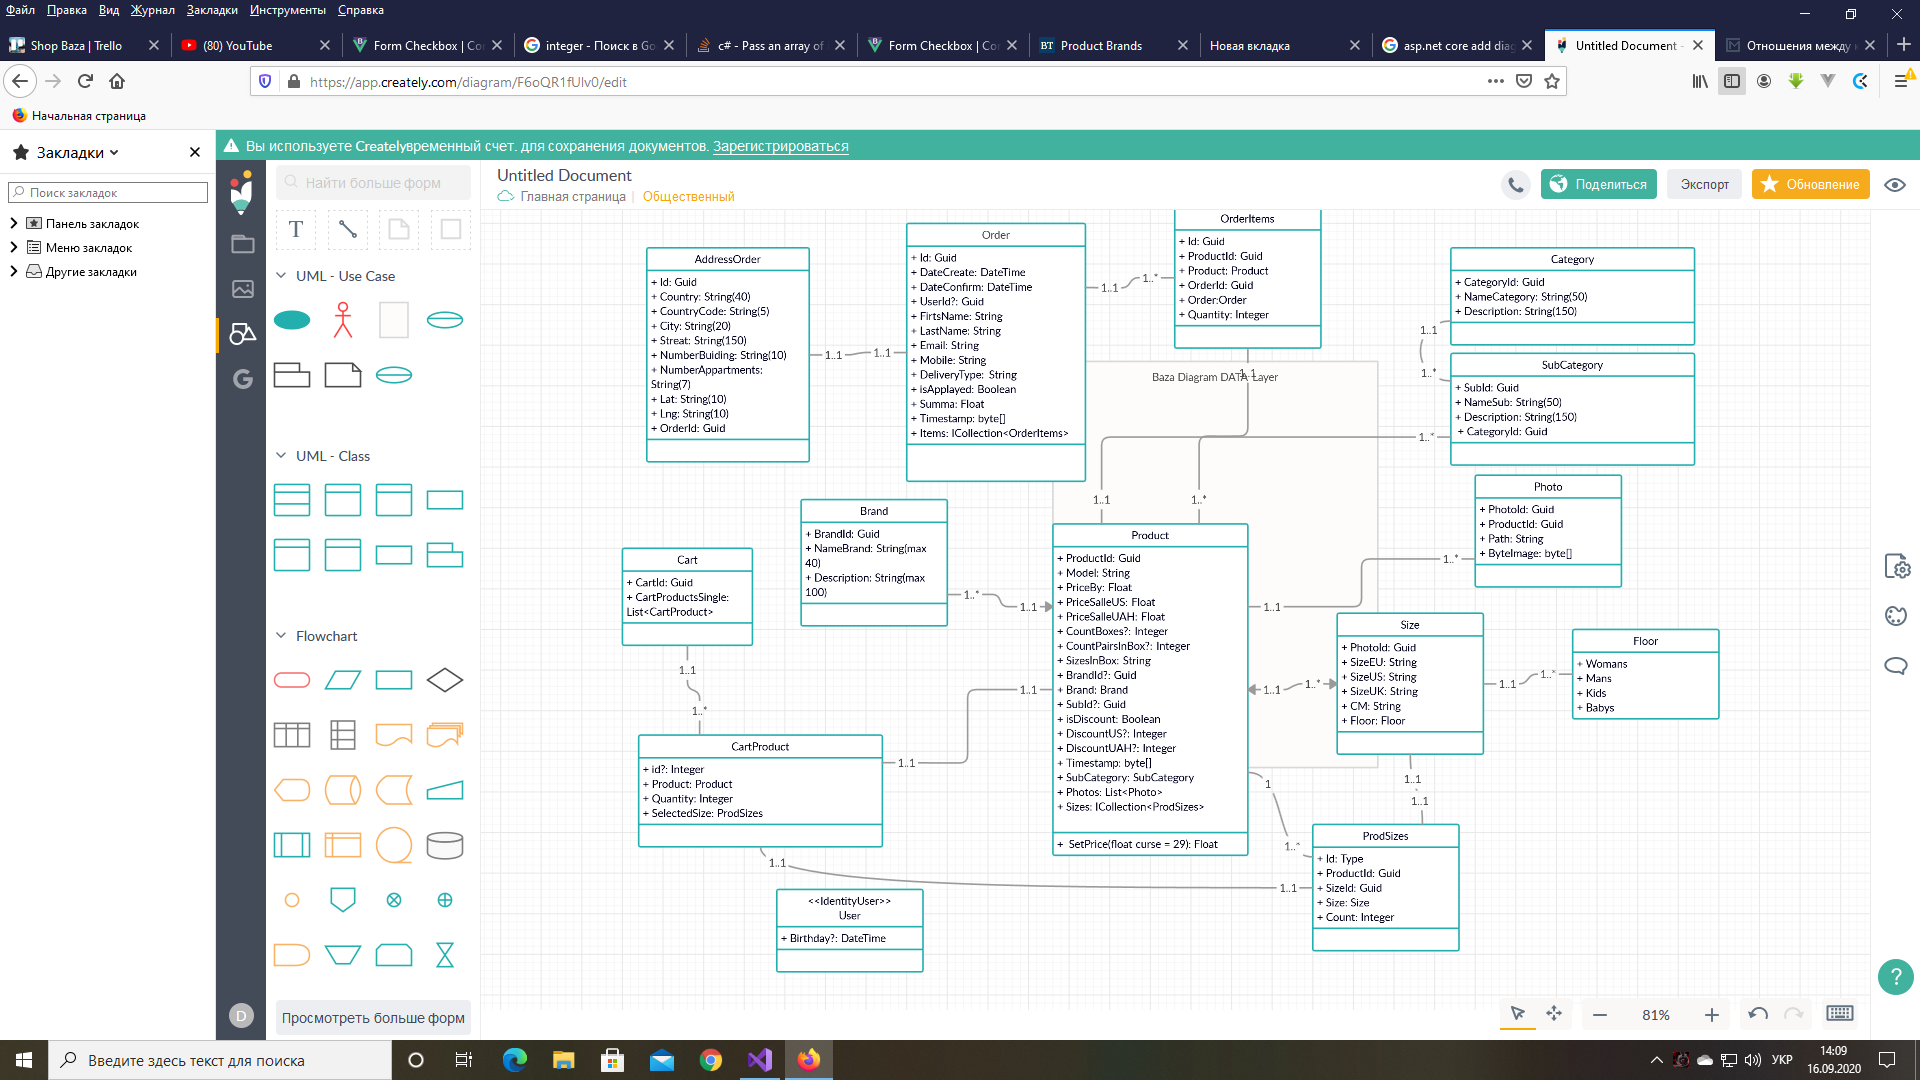 Файл Правка Вид Журнал Закладки Инструменты Справка
Shop Baza | Trello
(80) YouTube
Form Checkbox | Co
integer - Поиск в Go
c# - Pass an array of
Form Checkbox | Co
BT Product Brands
Новая вкладка
asp.net core add diag
Untitled Document -
Отношения между
https://app.creately.com/diagram/F6oQR1fUlv0/edit
Начальная страница
Закладки
Поиск закладок
Панель закладок
Меню закладок
Другие закладки
Вы используете Createlyвременный счет. для сохранения документов. Зарегистрироваться
Найти больше форм
Untitled Document
Главная страница
Общественный
Поделиться
Экспорт
Обновление
T
UML - Use Case
UML - Class
Flowchart
Просмотреть больше форм
G
D
AddressOrder
+ Id: Guid
+ Country: String(40)
+ CountryCode: String(5)
+ City: String(20)
+ Streat: String(150)
+ NumberBuiding: String(10)
+ NumberAppartments:
String(7)
+ Lat: String(10)
+ Lng: String(10)
+ OrderId: Guid
1..1
1..1
Order
+ Id: Guid
+ DateCreate: DateTime
+ DateConfirm: DateTime
+ UserId?: Guid
+ FirtsName: String
+ LastName: String
+ Email: String
+ Mobile: String
+ DeliveryType: String
+ isApplayed: Boolean
+ Summa: Float
+ Timestamp: byte[]
+ Items: ICollection<OrderItems>
1..1
1..*
OrderItems
+ Id: Guid
+ ProductId: Guid
+ Product: Product
+ OrderId: Guid
+ Order:Order
+ Quantity: Integer
1..1
Baza Diagram DATA Layer
Category
+ CategoryId: Guid
+ NameCategory: String(50)
+ Description: String(150)
1..1
1..*
SubCategory
+ SubId: Guid
+ NameSub: String(50)
+ Description: String(150)
+ CategoryId: Guid
1..*
1..1
1..*
Photo
+ PhotoId: Guid
+ ProductId: Guid
+ Path: String
+ ByteImage: byte[]
1..*
1..1
Brand
+ BrandId: Guid
+ NameBrand: String(max
40)
+ Description: String(max
100)
1..*
1..1
Cart
+ CartId: Guid
+ CartProductsSingle:
List<CartProduct>
1..1
1..*
Product
+ ProductId: Guid
+ Model: String
+ PriceBy: Float
+ PriceSalleUS: Float
+ PriceSalleUAH: Float
+ CountBoxes?: Integer
+ CountPairsInBox?: Integer
+ SizesInBox: String
+ BrandId?: Guid
+ Brand: Brand
+ SubId?: Guid
+ isDiscount: Boolean
+ DiscountUS?: Integer
+ DiscountUAH?: Integer
+ Timestamp: byte[]
+ SubCategory: SubCategory
+ Photos: List<Photo>
+ Sizes: ICollection<ProdSizes>
+ SetPrice(float curse = 29): Float
1..1
1..*
Size
+ PhotoId: Guid
+ SizeEU: String
+ SizeUS: String
+ SizeUK: String
+ CM: String
+ Floor: Floor
1..1
1..*
Floor
+ Womans
+ Mans
+ Kids
+ Babys
1..1
1..1
CartProduct
+ id?: Integer
+ Product: Product
+ Quantity: Integer
+ SelectedSize: ProdSizes
1..1
1..1
1
1..*
1..1
1..1
ProdSizes
+ Id: Type
+ ProductId: Guid
+ SizeId: Guid
+ Size: Size
+ Count: Integer
<<IdentityUser>>
User
+ Birthday?: DateTime
?
81%
Введите здесь текст для поиска
УКР
14:09
16.09.2020